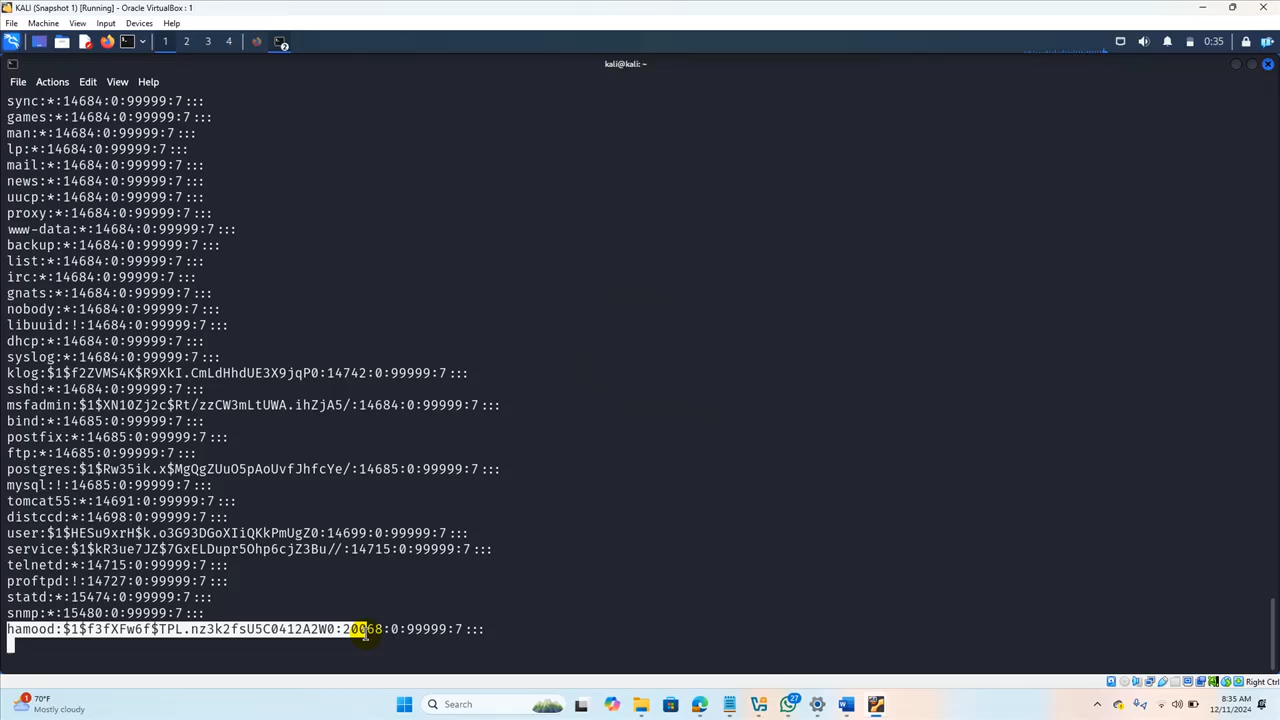 KALI (Snapshot 1) [Running] - Oracle VirtualBox : 1
File Machine View Input Devices Help
1 2 3 4 2 0:35
kali@kali: ~
File Actions Edit View Help
sync:*:14684:0:99999:7:::
games:*:14684:0:99999:7:::
man:*:14684:0:99999:7:::
lp:*:14684:0:99999:7:::
mail:*:14684:0:99999:7:::
news:*:14684:0:99999:7:::
uucp:*:14684:0:99999:7:::
proxy:*:14684:0:99999:7:::
www-data:*:14684:0:99999:7:::
backup:*:14684:0:99999:7:::
list:*:14684:0:99999:7:::
irc:*:14684:0:99999:7:::
gnats:*:14684:0:99999:7:::
nobody:*:14684:0:99999:7:::
libuuid:!:14684:0:99999:7:::
dhcp:*:14684:0:99999:7:::
syslog:*:14684:0:99999:7:::
klog:$1$f2ZVMS4K$R9XkI.CmLdHhdUE3X9jqP0:14742:0:99999:7:::
sshd:*:14684:0:99999:7:::
msfadmin:$1$XN10Zj2c$Rt/zzCW3mLtUWA.ihZjA5/:14684:0:99999:7:::
bind:*:14685:0:99999:7:::
postfix:*:14685:0:99999:7:::
ftp:*:14685:0:99999:7:::
postgres:$1$Rw35ik.x$MgQgZUuO5pAoUvfJhfcYe/:14685:0:99999:7:::
mysql:!:14685:0:99999:7:::
tomcat55:*:14691:0:99999:7:::
distccd:*:14698:0:99999:7:::
user:$1$HESu9xrH$k.o3G93DGoXIiQKkPmUgZ0:14699:0:99999:7:::
service:$1$kR3ue7JZ$7GxELDupr5Ohp6cjZ3Bu//:14715:0:99999:7:::
telnetd:*:14715:0:99999:7:::
proftpd:!:14727:0:99999:7:::
statd:*:15474:0:99999:7:::
snmp:*:15480:0:99999:7:::
hamood:$1$f3fXFw6f$TPL.nz3k2fsU5C0412A2W0:20068:0:99999:7:::
Right Ctrl
1 70°F
Mostly cloudy
Search
27
8:35 AM
12/11/2024